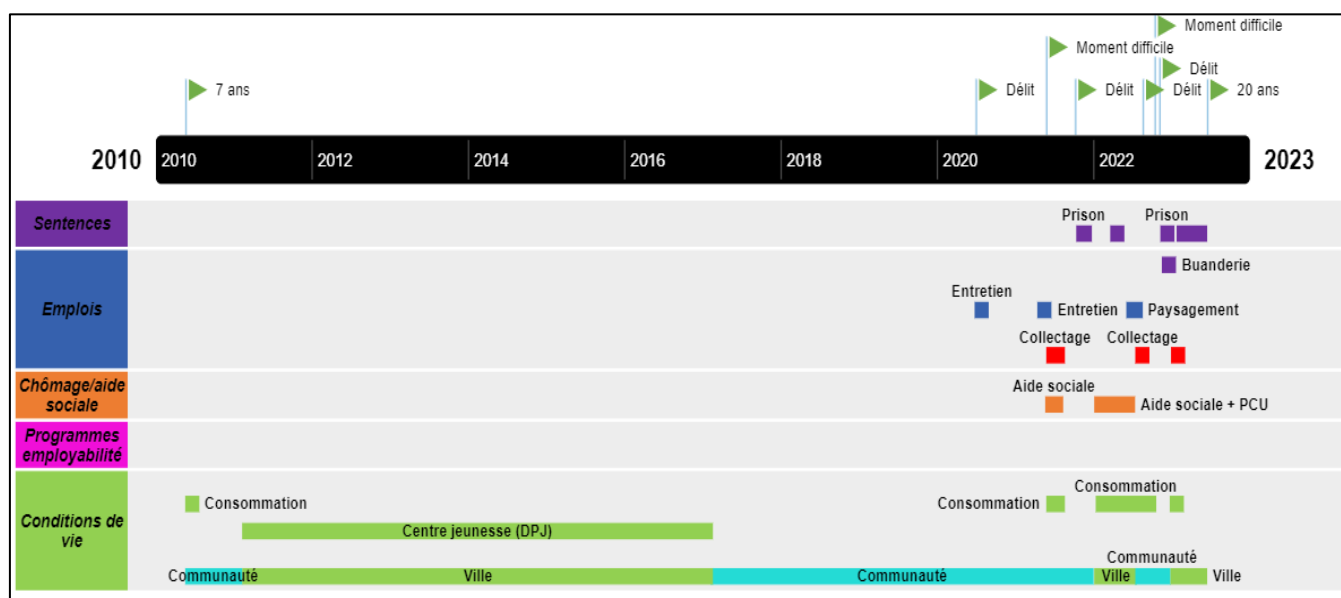 Moment difficile
Moment difficile
Délit
7 ans
Délit
Délit
Délit
20 ans
2010
2010
2012
2014
2016
2018
2020
2022
2023
Sentences
Prison
Prison
Emplois
Buanderie
Entretien
Entretien
Paysagement
Collectage
Collectage
Chômage/aide
sociale
Aide sociale
Aide sociale + PCU
Programmes
employabilité
Conditions de
vie
Consommation
Consommation
Consommation
Centre jeunesse (DPJ)
Communauté
Communauté
Ville
Communauté
Ville
Ville